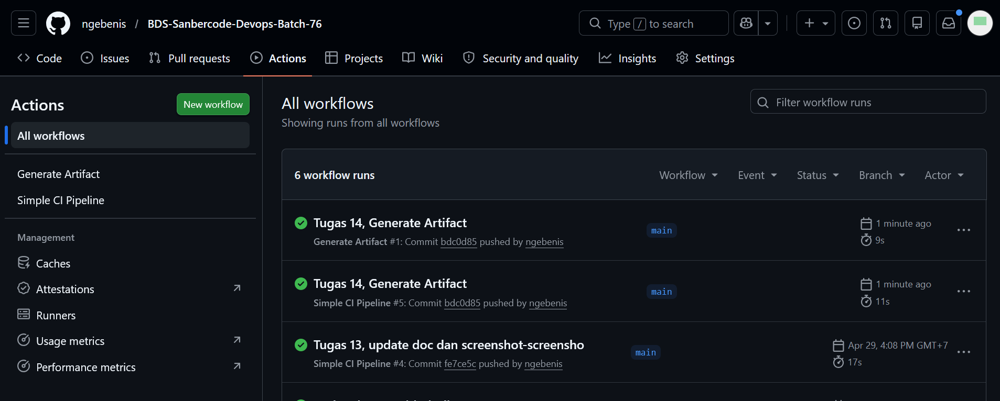 ngebenis / BDS-Sanbercode-Devops-Batch-76
Type / to search
Code Issues Pull requests Actions Projects Wiki Security and quality Insights Settings
Actions
New workflow
All workflows
Generate Artifact
Simple CI Pipeline
Management
Caches
Attestations
Runners
Usage metrics
Performance metrics
All workflows
Showing runs from all workflows
Filter workflow runs
6 workflow runs
Workflow Event Status Branch Actor
Tugas 14, Generate Artifact
Generate Artifact #1: Commit bdc0d85 pushed by ngebenis
main
1 minute ago
9s
Tugas 14, Generate Artifact
Simple CI Pipeline #5: Commit bdc0d85 pushed by ngebenis
main
1 minute ago
11s
Tugas 13, update doc dan screenshot-screensho
Simple CI Pipeline #4: Commit fe7ce5c pushed by ngebenis
main
Apr 29, 4:08 PM GMT+7
17s